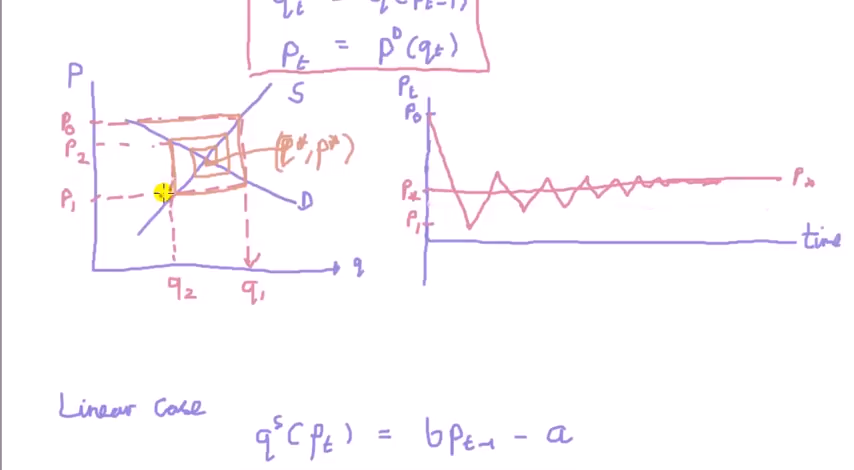 P_t = P^D(q_t)
P
S
P_t
P_0
P_0
P_2
(q*, p*)
P_*
P_*
P_1
D
P_1
time
q
q_2
q_1
Linear Case
q^s(p_t) = bp_{t-1} - a